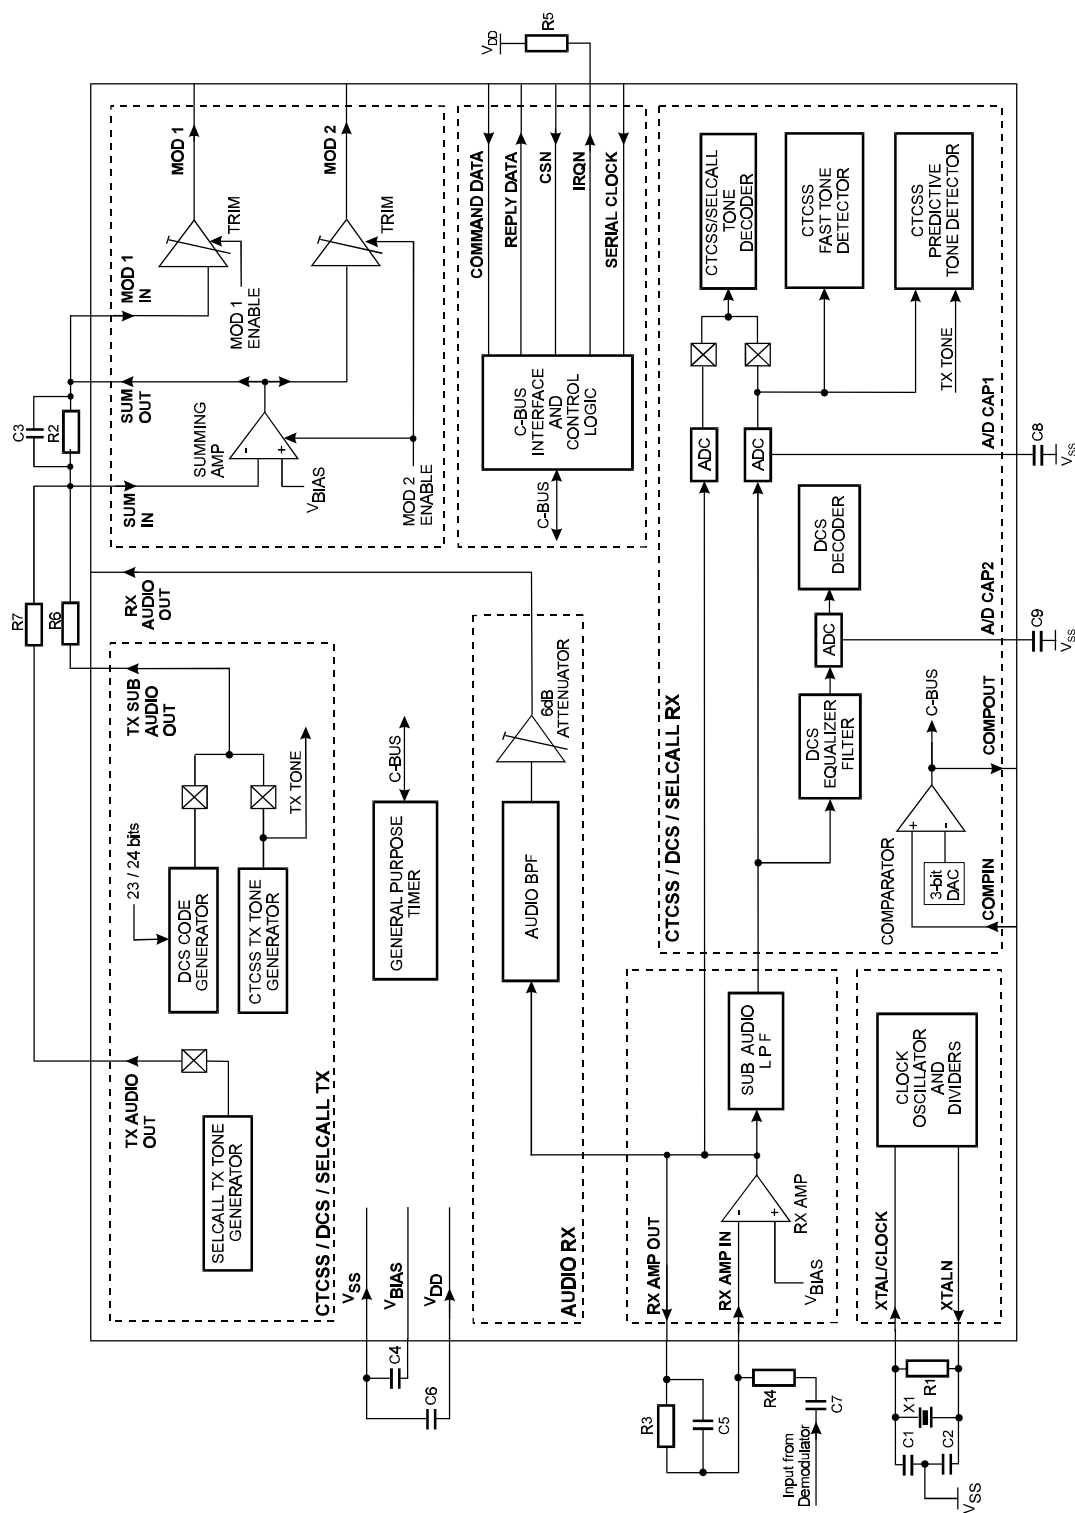 R7
R6
C3
R2
SUM
IN
SUM
OUT
MOD 1
IN
MOD 1
MOD 2
SUMMING
AMP
-
+
VBIAS
MOD 1
ENABLE
TRIM
TRIM
MOD 2
ENABLE
VDD
R5
COMMAND DATA
REPLY DATA
CSN
IRQN
SERIAL CLOCK
C-BUS
INTERFACE
AND
CONTROL
LOGIC
C-BUS
TX AUDIO
OUT
TX SUB
AUDIO
OUT
RX
AUDIO
OUT
SELCALL TX TONE
GENERATOR
23 / 24 bits
DCS CODE
GENERATOR
CTCSS TX TONE
GENERATOR
TX TONE
CTCSS / DCS / SELCALL TX
GENERAL PURPOSE
TIMER
C-BUS
VSS
VBIAS
VDD
C4
C6
AUDIO BPF
6dB
ATTENUATOR
AUDIO RX
RX AMP OUT
RX AMP IN
-
+
RX AMP
VBIAS
SUB AUDIO
L P F
R3
C5
R4
C7
Input from
Demodulator
CTCSS / DCS / SELCALL RX
ADC
ADC
CTCSS/SELCALL
TONE
DECODER
CTCSS
FAST TONE
DETECTOR
CTCSS
PREDICTIVE
TONE DETECTOR
TX TONE
DCS
EQUALIZER
FILTER
ADC
DCS
DECODER
A/D CAP1
A/D CAP2
C8
VSS
C9
VSS
COMPARATOR
+
-
3-bit
DAC
C-BUS
COMPIN
COMPOUT
XTAL/CLOCK
XTALN
CLOCK
OSCILLATOR
AND
DIVIDERS
C1
X1
R1
C2
VSS